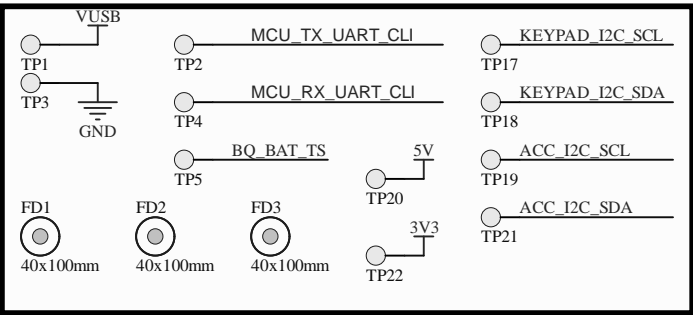 VUSB
TP1
TP3
GND
MCU_TX_UART_CLI
TP2
MCU_RX_UART_CLI
TP4
BQ_BAT_TS
TP5
5V
TP20
3V3
TP22
KEYPAD_I2C_SCL
TP17
KEYPAD_I2C_SDA
TP18
ACC_I2C_SCL
TP19
ACC_I2C_SDA
TP21
FD1
40x100mm
FD2
40x100mm
FD3
40x100mm